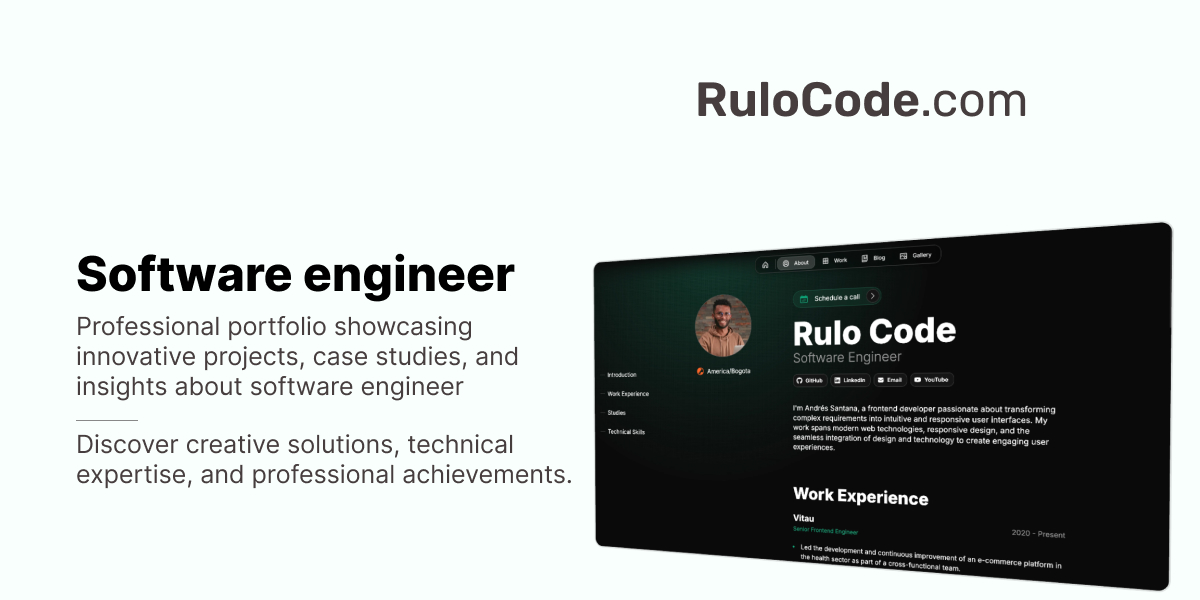 RuloCode.com
Software engineer
Professional portfolio showcasing
innovative projects, case studies, and
insights about software engineer
Discover creative solutions, technical
expertise, and professional achievements.
About
Work
Blog
Gallery
Schedule a call
Rulo Code
Software Engineer
America/Bogota
GitHub
LinkedIn
Email
YouTube
Introduction
Work Experience
Studies
Technical Skills
I'm Andrés Santana, a frontend developer passionate about transforming
complex requirements into intuitive and responsive user interfaces. My
work spans modern web technologies, responsive design, and the
seamless integration of design and technology to create engaging user
experiences.
Work Experience
Vitau
2020 - Present
Senior Frontend Engineer
Led the development and continuous improvement of an e-commerce platform in
the health sector as part of a cross-functional team.